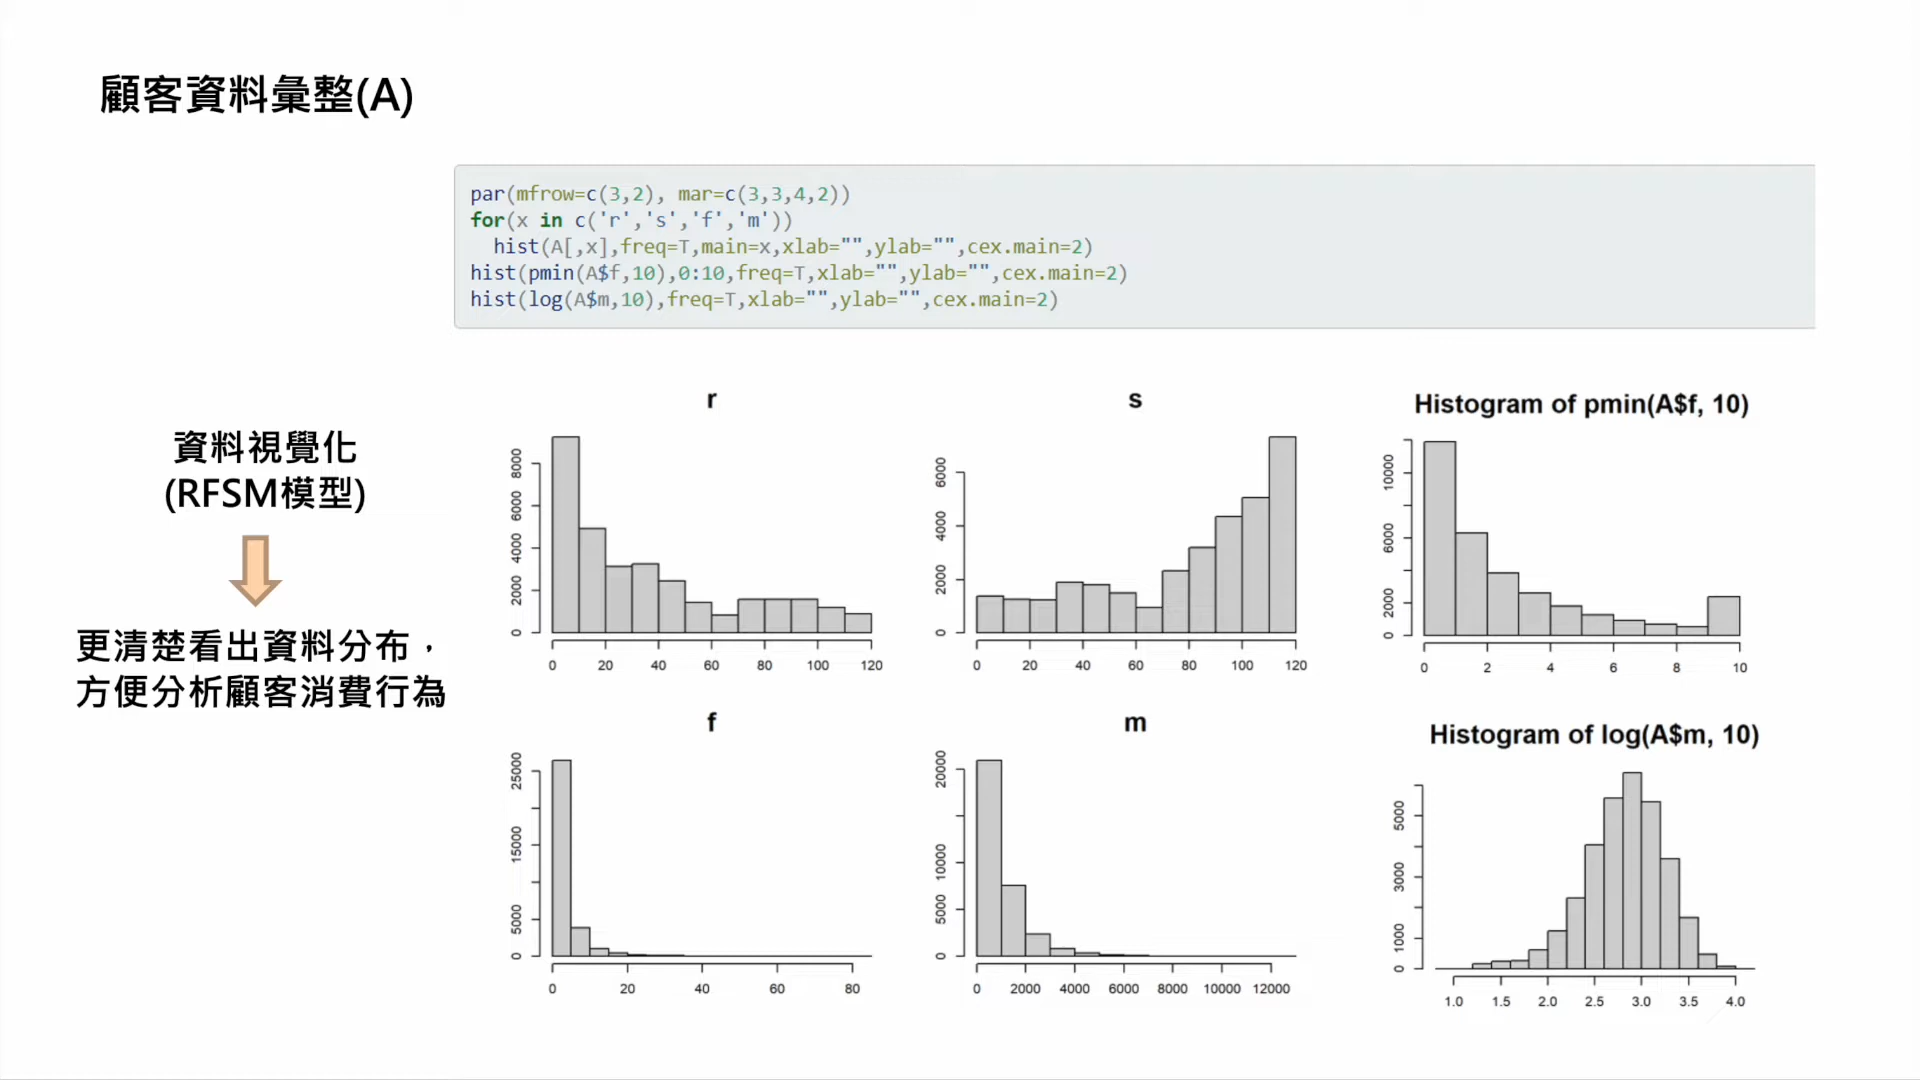 顧客資料彙整(A)
par(mfrow=c(3,2), mar=c(3,3,4,2))
for(x in c('r','s','f','m'))
  hist(A[,x],freq=T,main=x,xlab="",ylab="",cex.main=2)
hist(pmin(A$f,10),0:10,freq=T,xlab="",ylab="",cex.main=2)
hist(log(A$m,10),freq=T,xlab="",ylab="",cex.main=2)
資料視覺化
(RFSM模型)
更清楚看出資料分布，
方便分析顧客消費行為
r
8000
6000
4000
2000
0
0 20 40 60 80 100 120
s
6000
4000
2000
0
0 20 40 60 80 100 120
Histogram of pmin(A$f, 10)
10000
6000
2000
0
0 2 4 6 8 10
f
25000
15000
5000
0
0 20 40 60 80
m
20000
10000
5000
0
0 2000 4000 6000 8000 10000 12000
Histogram of log(A$m, 10)
5000
3000
1000
0
1.0 1.5 2.0 2.5 3.0 3.5 4.0